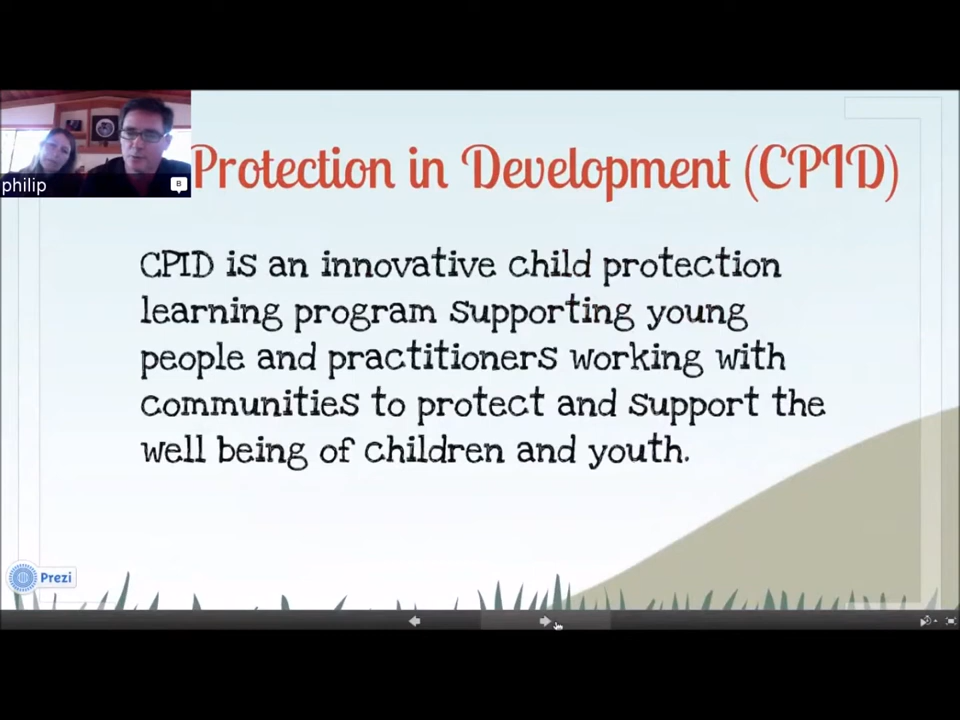 philip
B
Protection in Development (CPID)
CPID is an innovative child protection
learning program supporting young
people and practitioners working with
communities to protect and support the
well being of children and youth.
Prezi